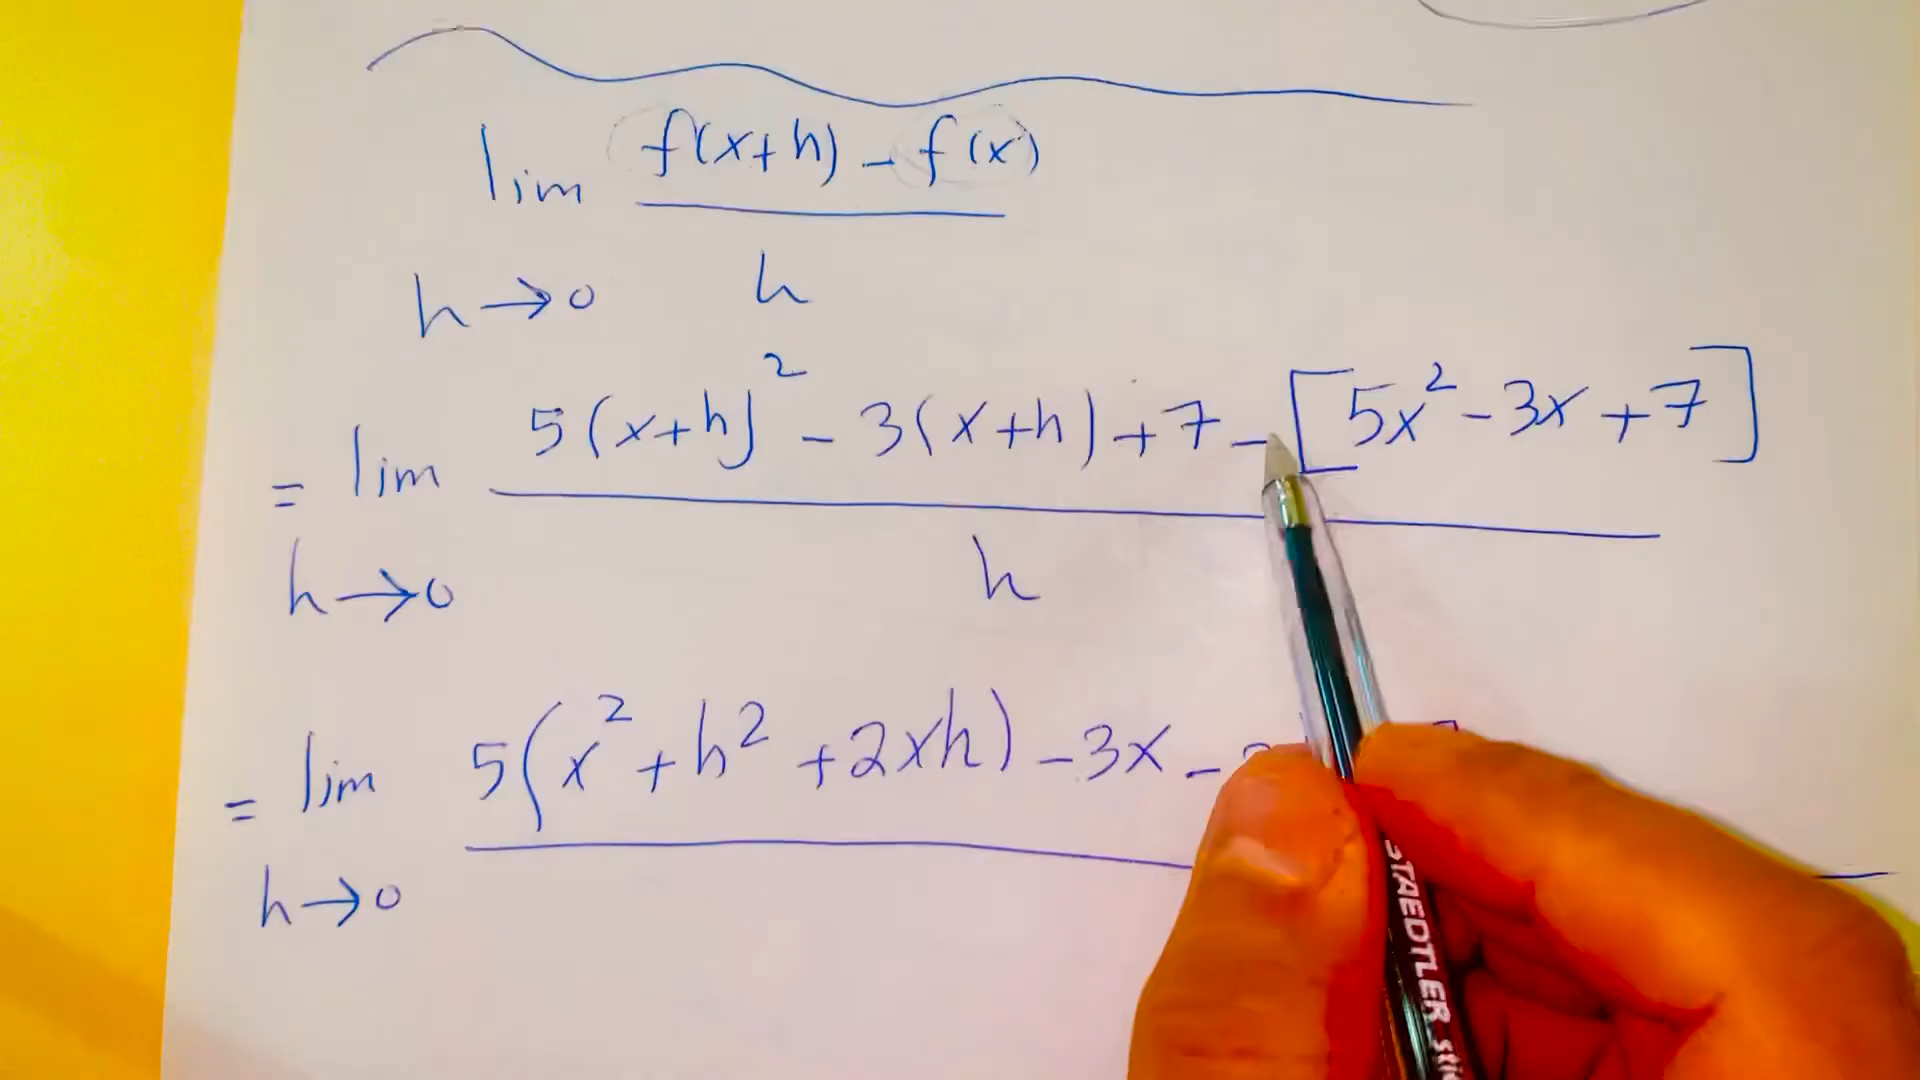 lim f(x+h) - f(x)
h→0 h
= lim 5(x+h)² - 3(x+h) + 7 - [5x² - 3x + 7]
h→0 h
= lim 5(x² + h² + 2xh) - 3x -
h→0
STAEDTLER